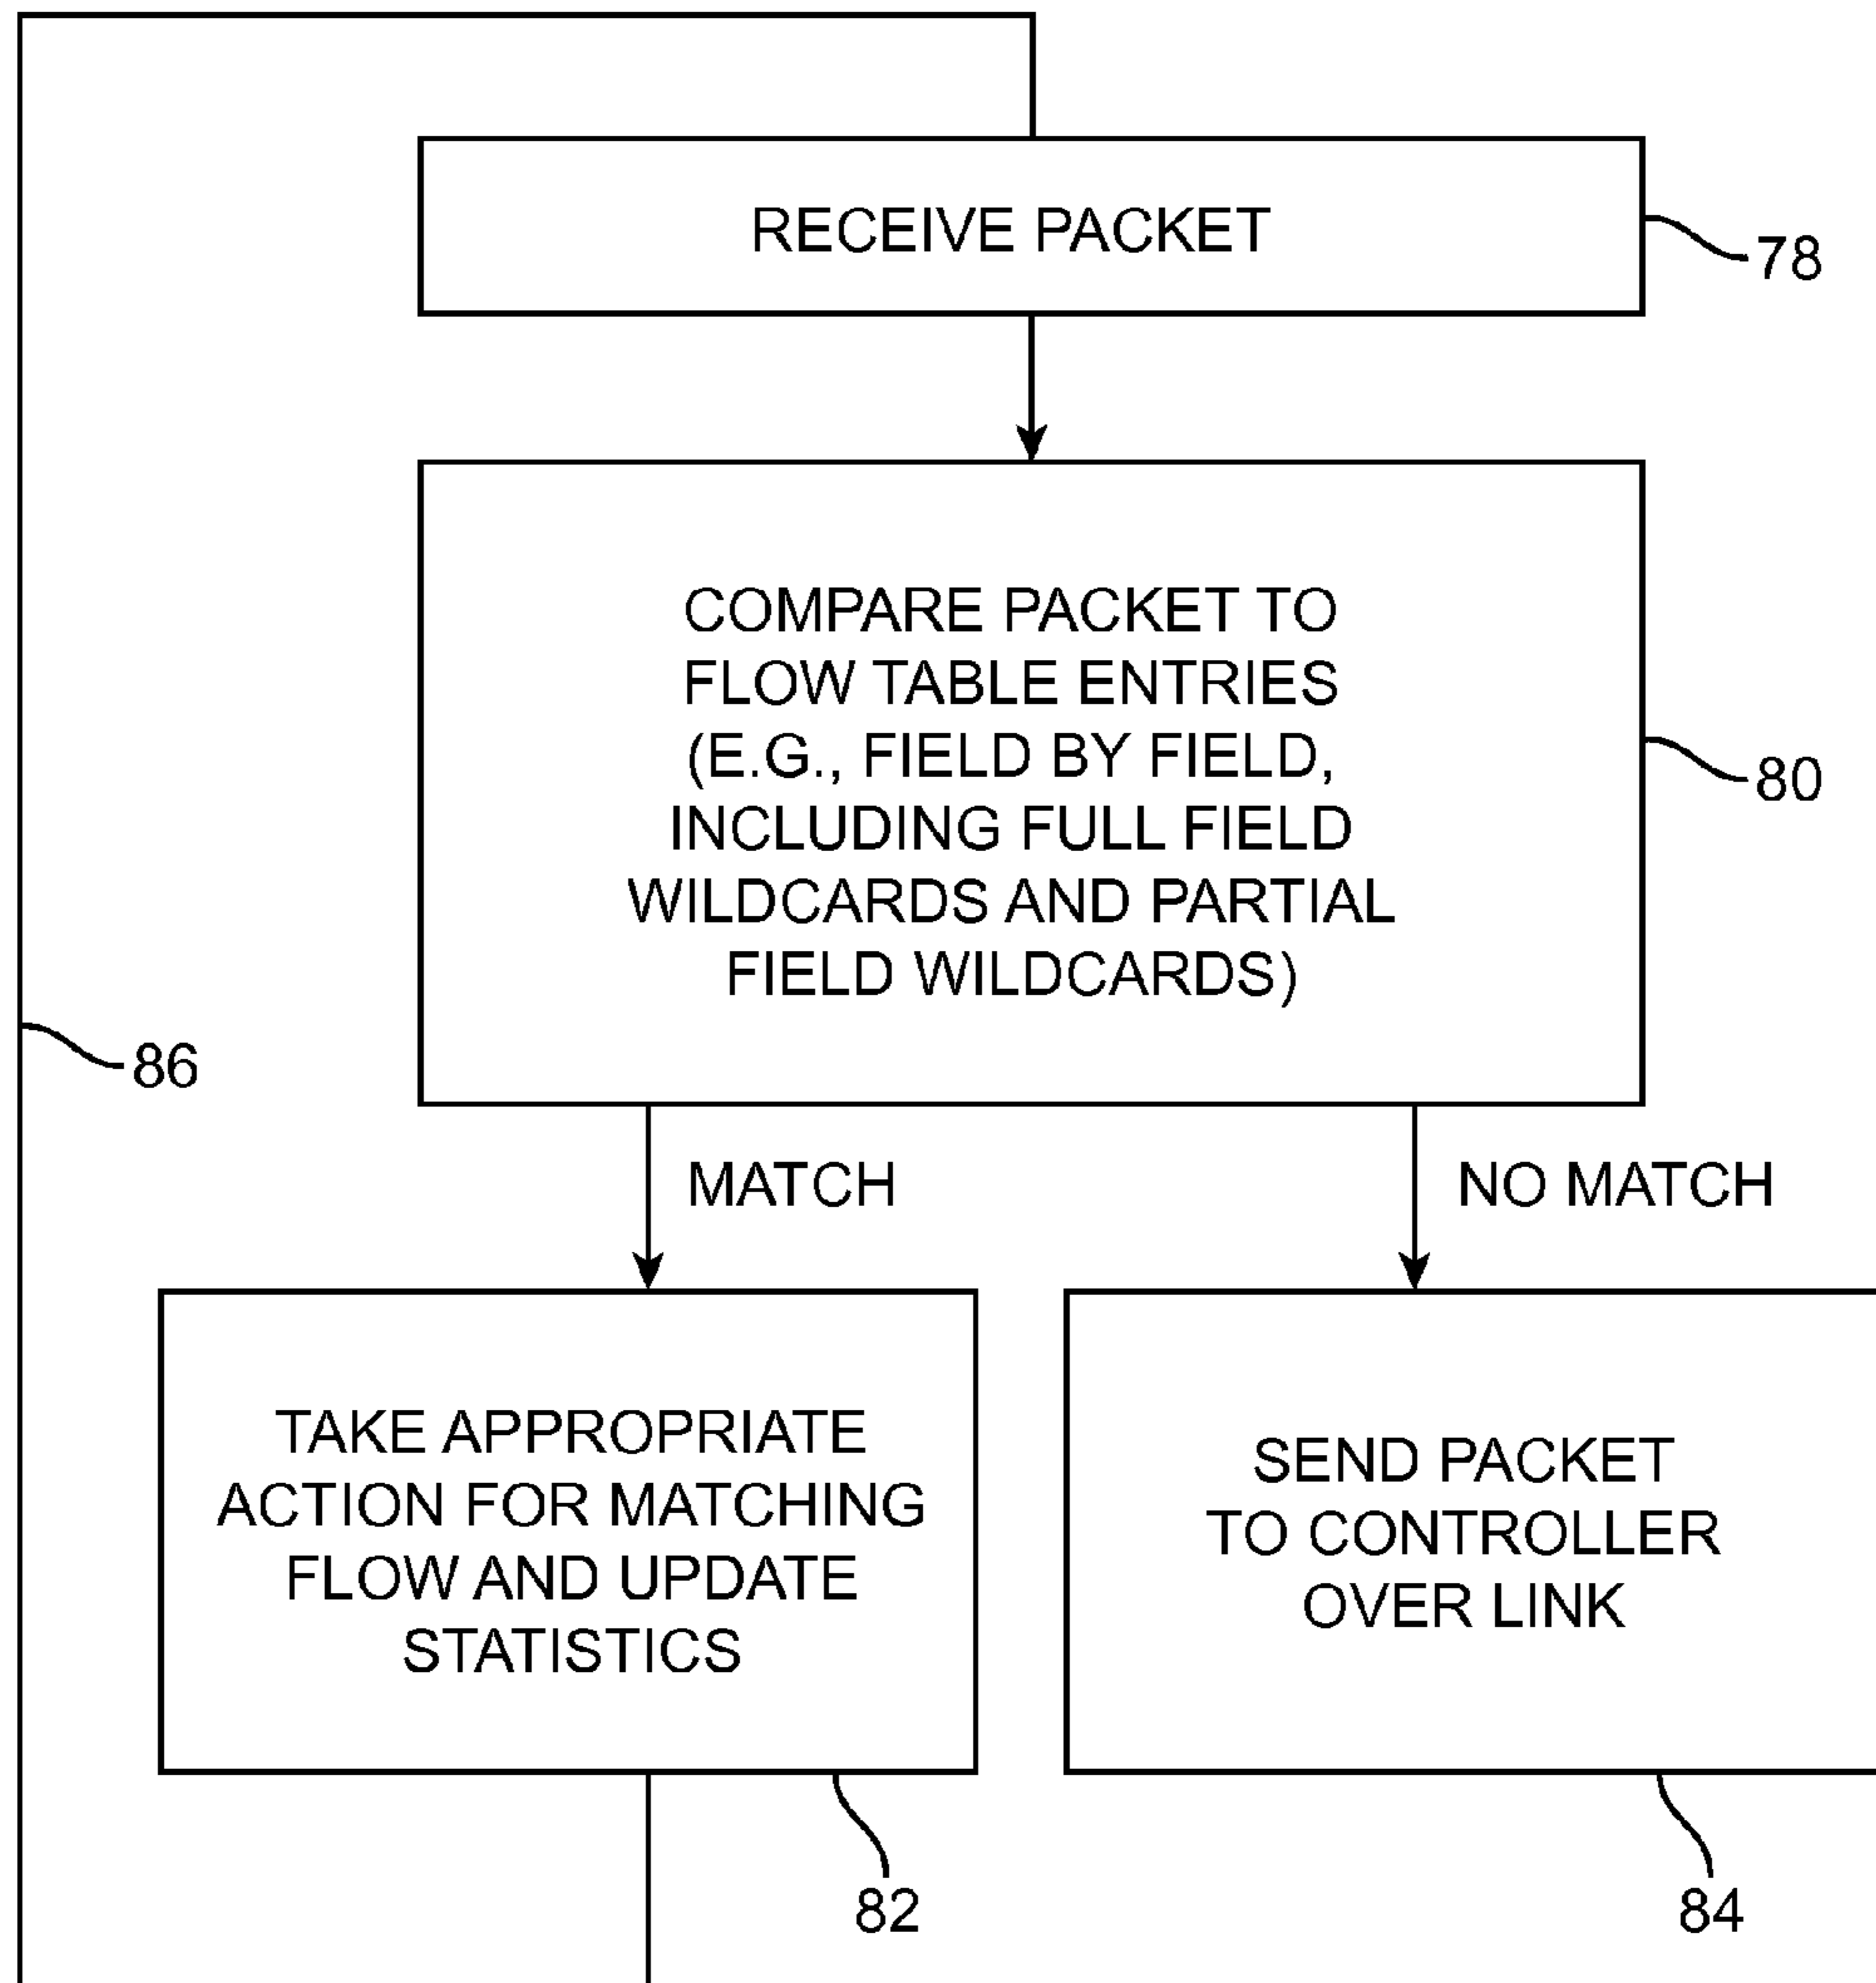 RECEIVE PACKET
78
COMPARE PACKET TO
FLOW TABLE ENTRIES
(E.G., FIELD BY FIELD,
INCLUDING FULL FIELD
WILDCARDS AND PARTIAL
FIELD WILDCARDS)
80
86
MATCH
NO MATCH
TAKE APPROPRIATE
ACTION FOR MATCHING
FLOW AND UPDATE
STATISTICS
SEND PACKET
TO CONTROLLER
OVER LINK
82
84